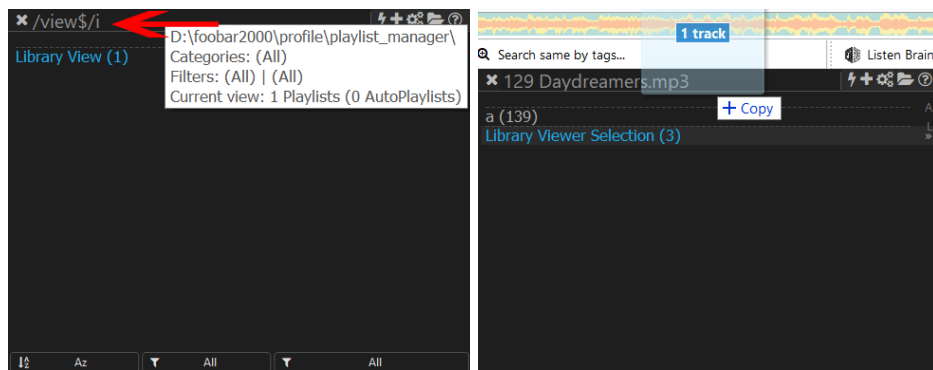 /view$/i
D:\foobar2000\profile\playlist_manager\
Categories: (All)
Filters: (All) | (All)
Current view: 1 Playlists (0 AutoPlaylists)
Library View (1)
Az
All
All
1 track
Search same by tags...
Listen Brain
129 Daydreamers.mp3
+ Copy
a (139)
A
Library Viewer Selection (3)
L